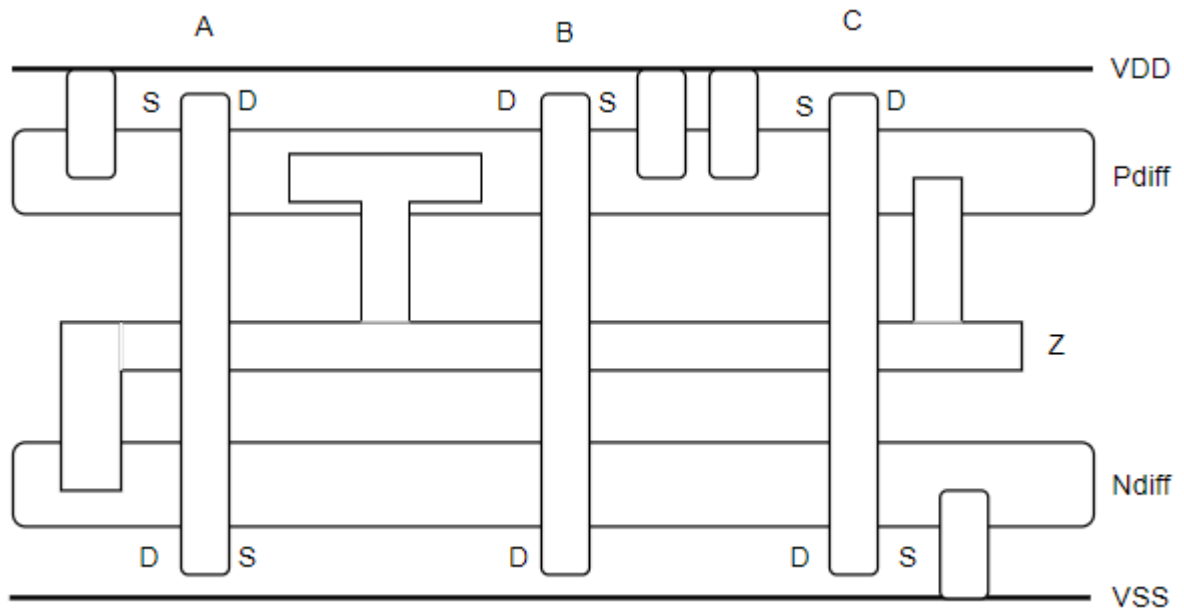 A B C
VDD
S D D S S D
Pdiff
Z
Ndiff
D S D D S
VSS